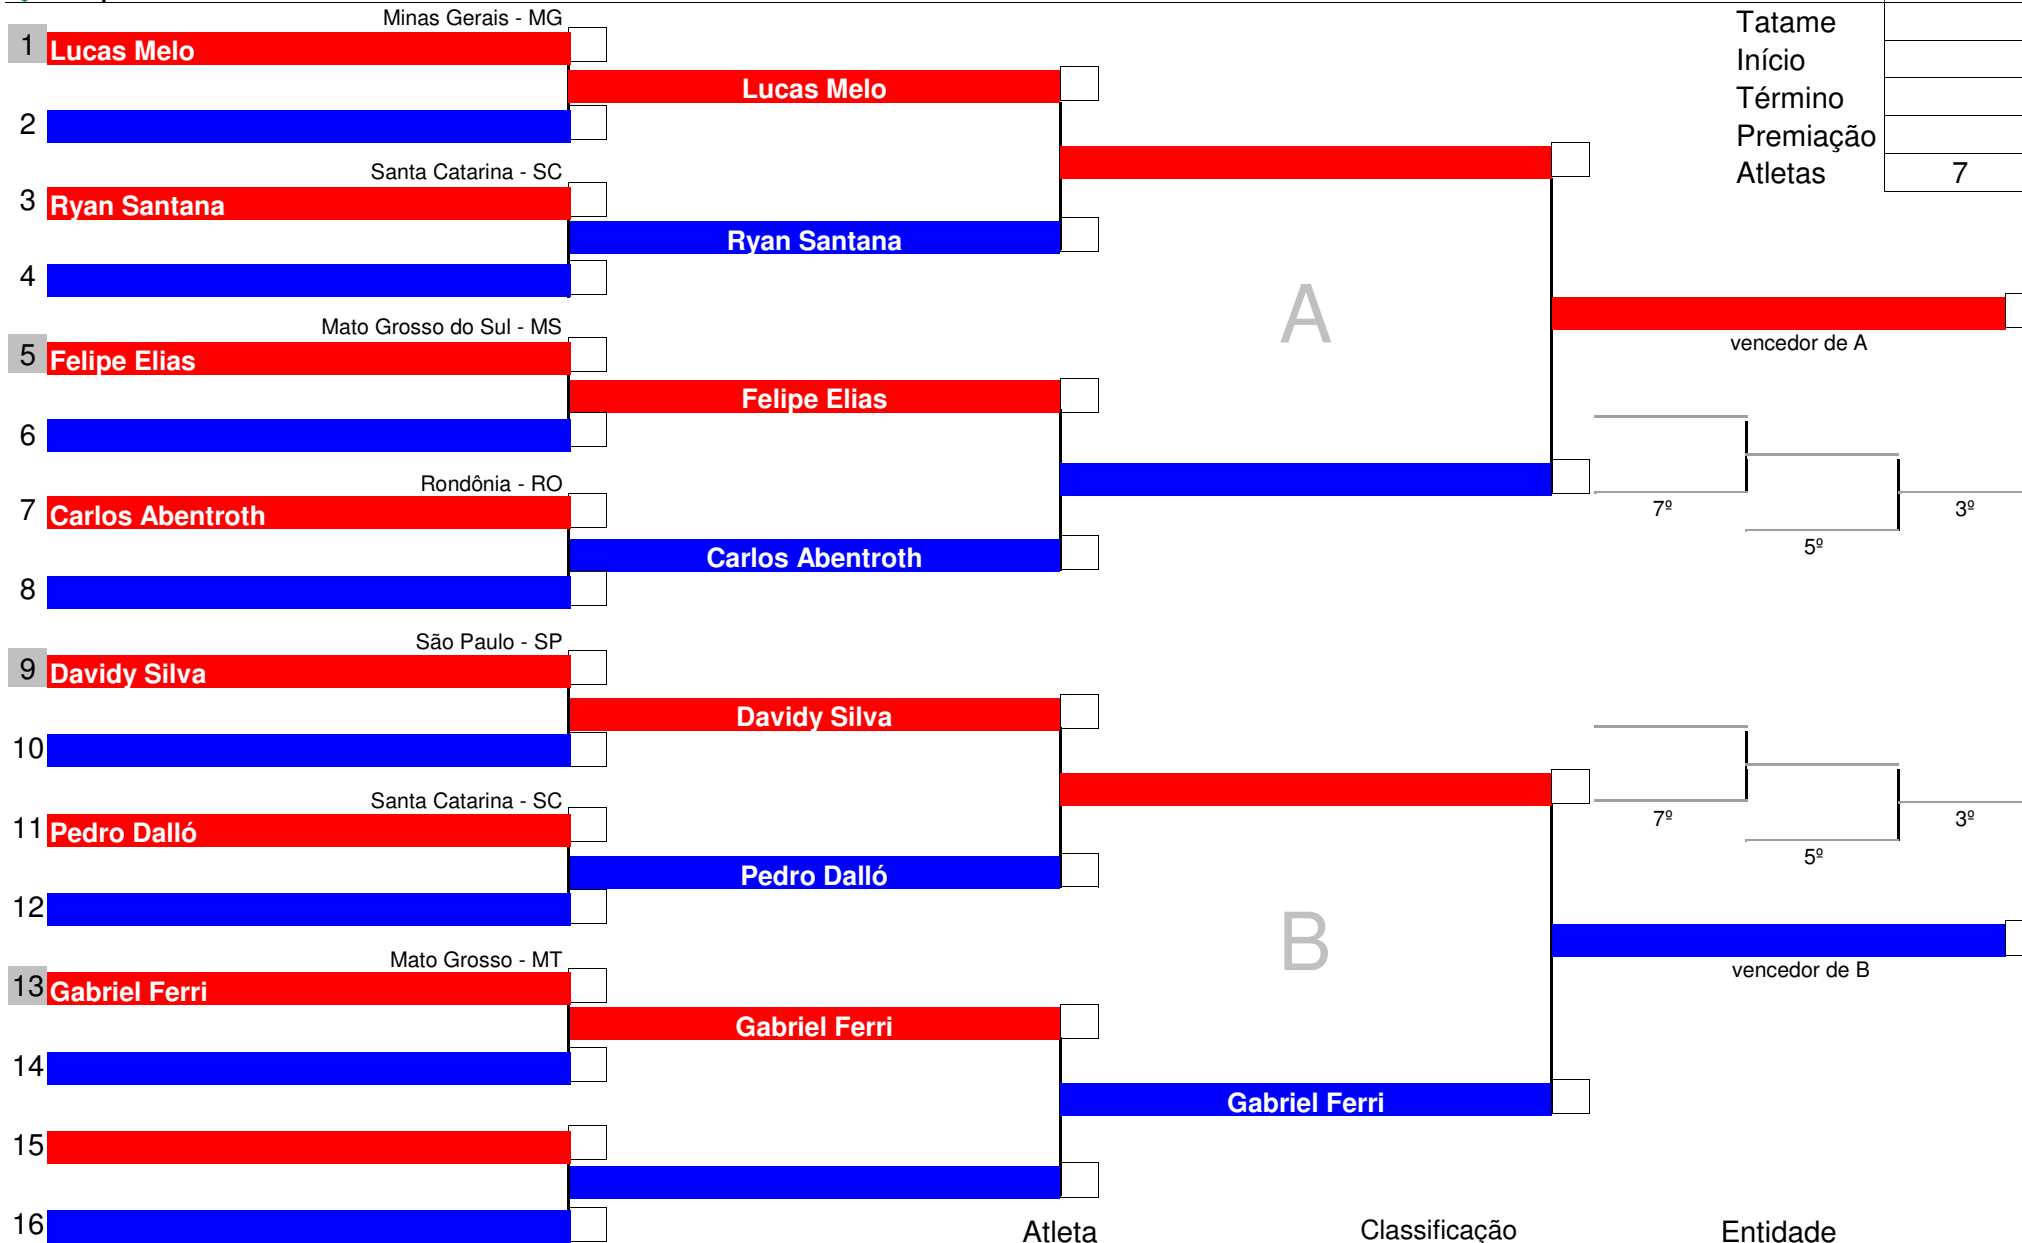 Minas Gerais - MG
1 Lucas Melo
Lucas Melo
2
Santa Catarina - SC
3 Ryan Santana
Ryan Santana
4
Mato Grosso do Sul - MS
5 Felipe Elias
Felipe Elias
6
Rondônia - RO
7 Carlos Abentroth
Carlos Abentroth
8
São Paulo - SP
9 Davidy Silva
Davidy Silva
10
Santa Catarina - SC
11 Pedro Dalló
Pedro Dalló
12
Mato Grosso - MT
13 Gabriel Ferri
Gabriel Ferri
14
Gabriel Ferri
15
16
A
B
Tatame
Início
Término
Premiação
Atletas 7
vencedor de A
7º
3º
5º
7º
3º
5º
vencedor de B
Atleta Classificação Entidade